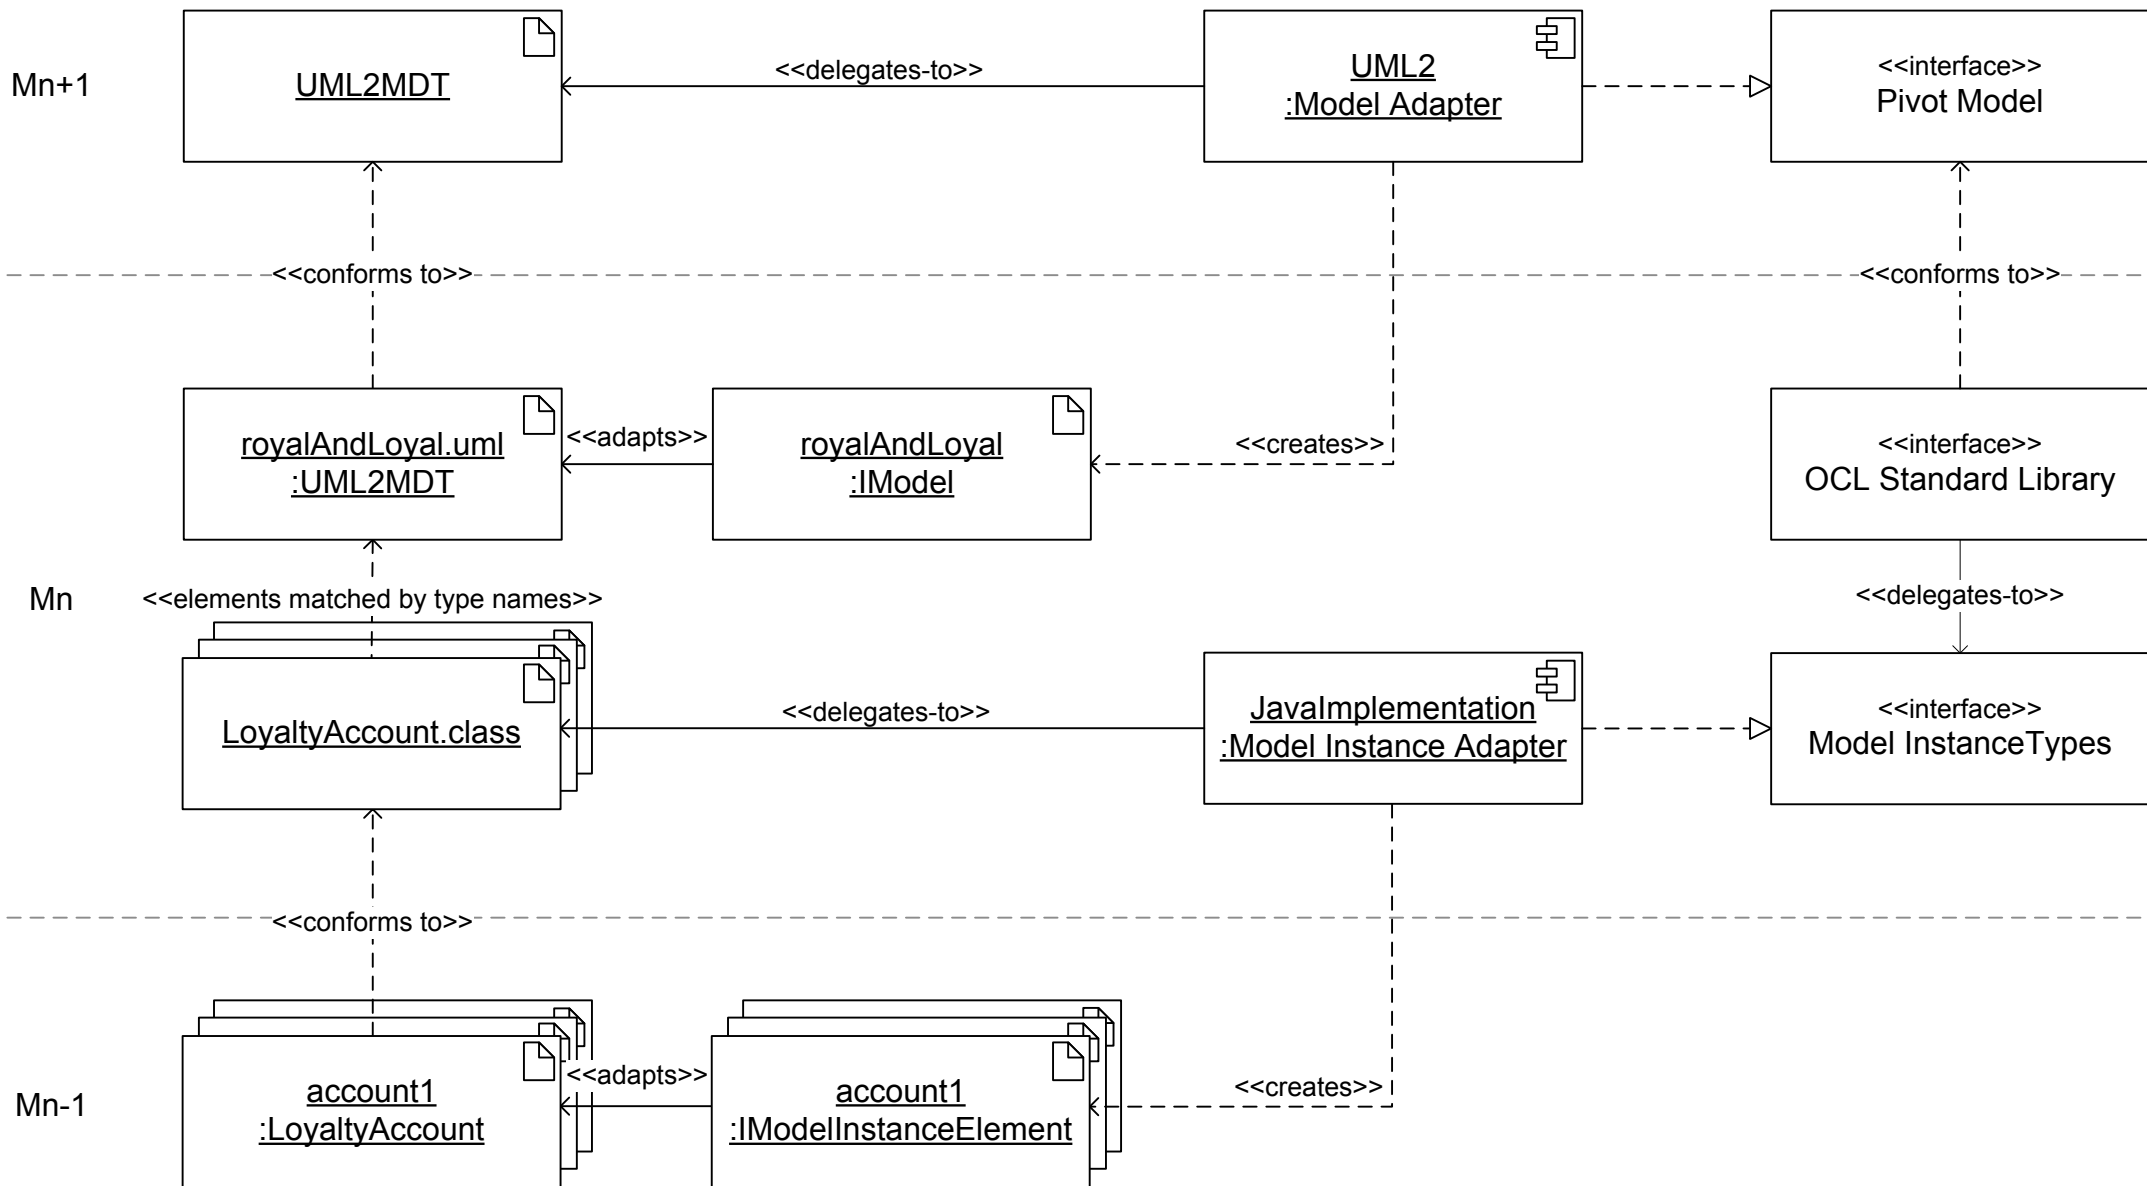 Mn+1
UML2MDT
<<delegates-to>>
UML2
:Model Adapter
<<interface>>
Pivot Model
<<conforms to>>
<<conforms to>>
royalAndLoyal.uml
:UML2MDT
<<adapts>>
royalAndLoyal
:IModel
<<creates>>
<<interface>>
OCL Standard Library
Mn
<<elements matched by type names>>
<<delegates-to>>
LoyaltyAccount.class
<<delegates-to>>
JavaImplementation
:Model Instance Adapter
<<interface>>
Model InstanceTypes
<<conforms to>>
Mn-1
account1
:LoyaltyAccount
<<adapts>>
account1
:IModelInstanceElement
<<creates>>